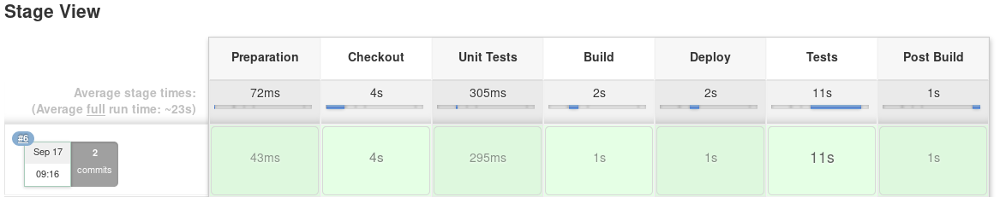 Stage View
Preparation Checkout Unit Tests Build Deploy Tests Post Build
Average stage times: 72ms 4s 305ms 2s 2s 11s 1s
(Average full run time: ~23s)
#6
Sep 17 2
43ms 4s 295ms 1s 1s 11s 1s
09:16 commits